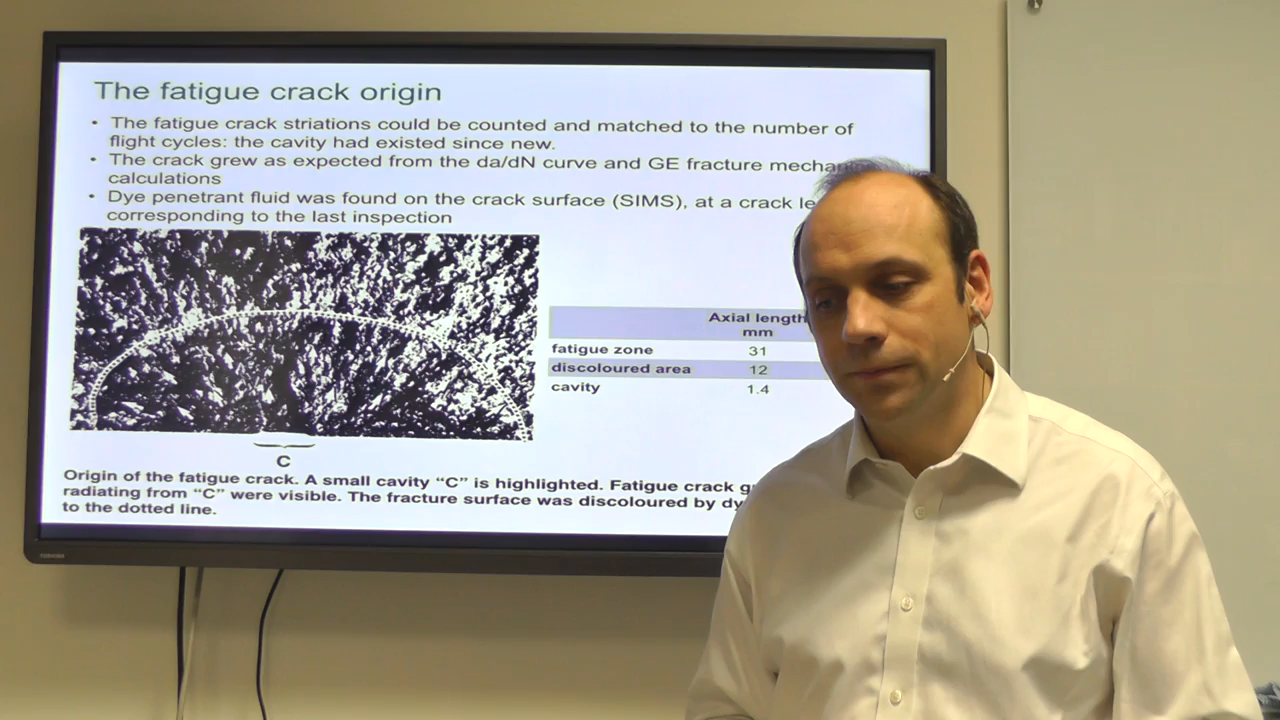 The fatigue crack origin
• The fatigue crack striations could be counted and matched to the number of
flight cycles: the cavity had existed since new.
• The crack grew as expected from the da/dN curve and GE fracture
calculations
• Dye penetrant fluid was found on the crack surface (SIMS), at a crack
corresponding to the last inspection
Axial length
mm
fatigue zone 31
discoloured area 12
cavity 1.4
C
Origin of the fatigue crack. A small cavity “C” is highlighted. Fatigue crack
radiating from “C” were visible. The fracture surface was discoloured by
to the dotted line.
TOSHIBA